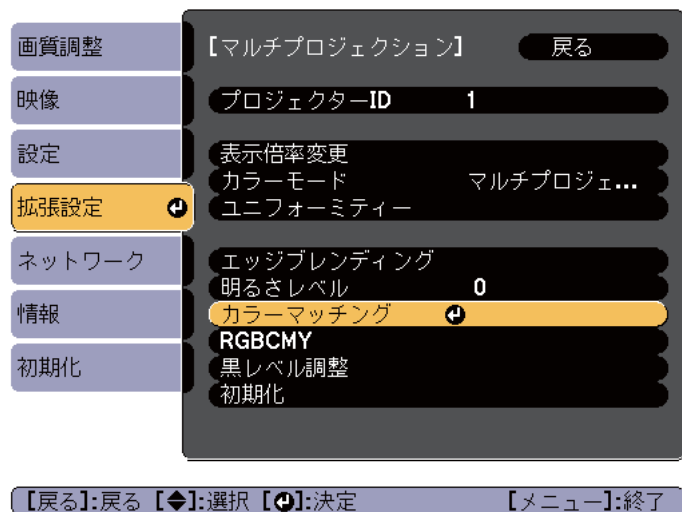 画質調整
映像
設定
拡張設定
ネットワーク
情報
初期化
【マルチプロジェクション】 戻る
プロジェクターID 1
表示倍率変更
カラーモード マルチプロジェ...
ユニフォーミティー
エッジブレンディング
明るさレベル 0
カラーマッチング
RGBCMY
黒レベル調整
初期化
【戻る】:戻る 【◆】:選択 【⏎】:決定 【メニュー】:終了